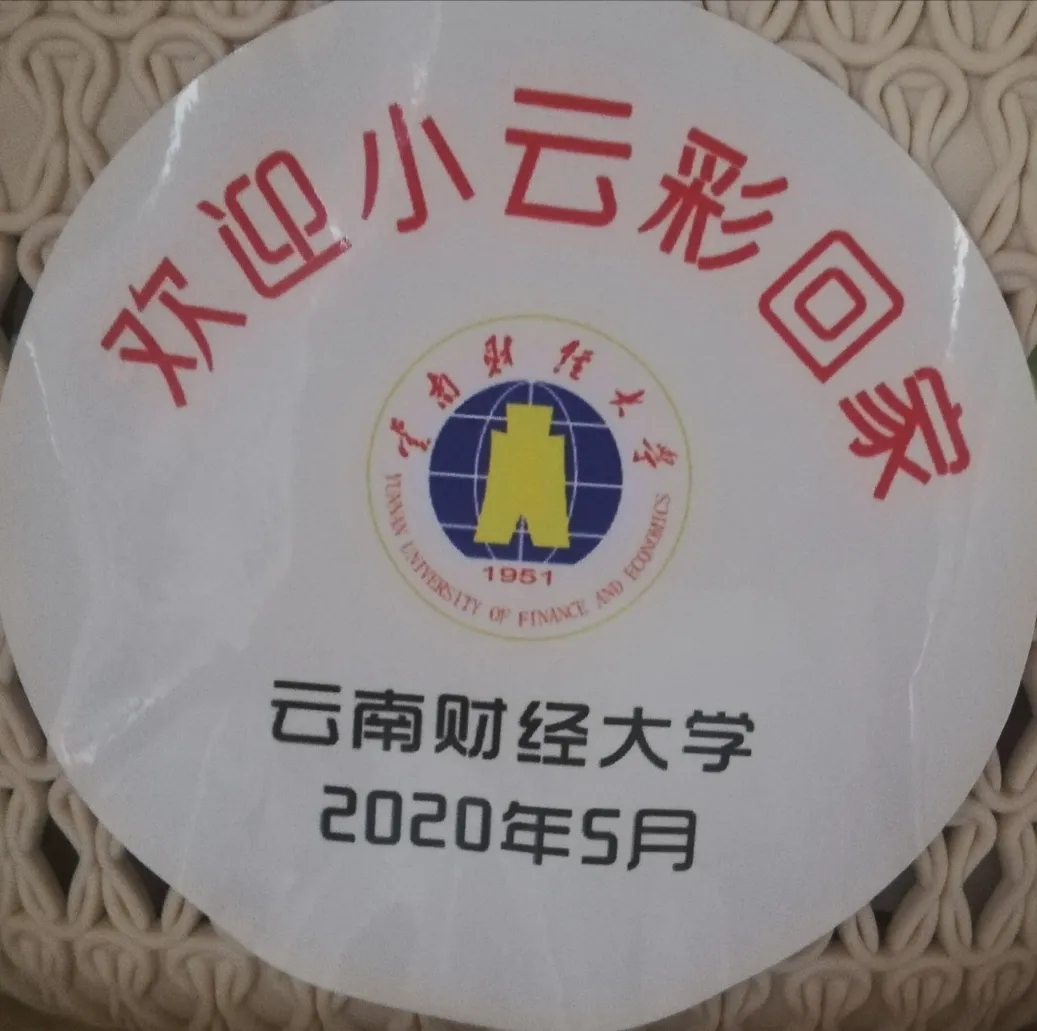 欢迎小云彩回家
云南财经大学
1951
YUNNAN UNIVERSITY OF FINANCE AND ECONOMICS
云南财经大学
2020年5月